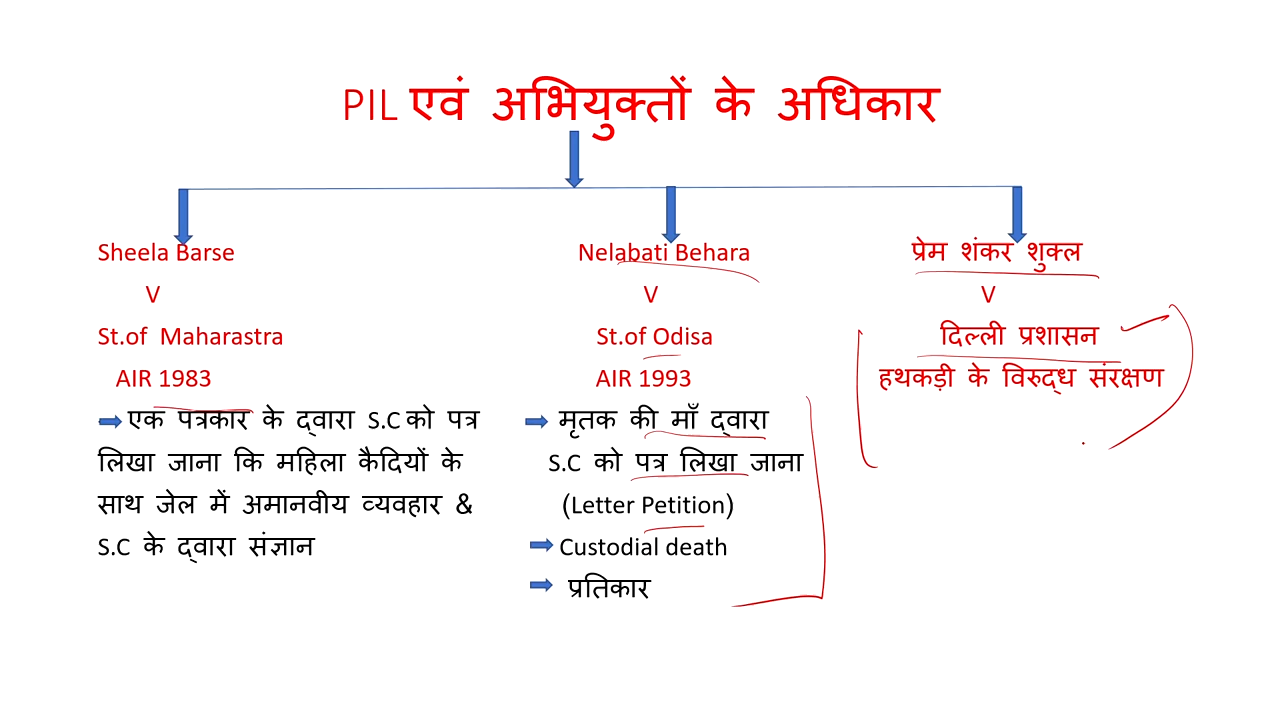 PIL एवं अभियुक्तों के अधिकार
Sheela Barse
V
St.of Maharastra
AIR 1983
एक पत्रकार के द्वारा S.C को पत्र
लिखा जाना कि महिला कैदियों के
साथ जेल में अमानवीय व्यवहार &
S.C के द्वारा संज्ञान
Nelabati Behara
V
St.of Odisa
AIR 1993
मृतक की माँ द्वारा
S.C को पत्र लिखा जाना
(Letter Petition)
Custodial death
प्रतिकार
प्रेम शंकर शुक्ल
V
दिल्ली प्रशासन
हथकड़ी के विरुद्ध संरक्षण